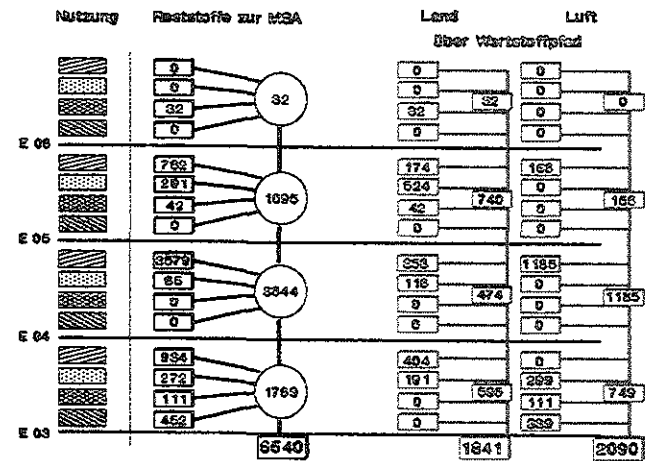 Nutzung Reststoffe zur MSA Land Luft
über Wertstoffpfad
0 0 0
0 0 0
32 32 32 32 0 0
0 0 0
E 06
762 174
291 524 0
42 1095 42 740 0
0 0 0
E 05
3579 358 1185
65 116 0
0 3644 0 474 0 1185
0 0 0
E 04
934 404 0
272 191 299
111 1769 0 595 111 749
452 0 339
E 03
6540 1841 2090